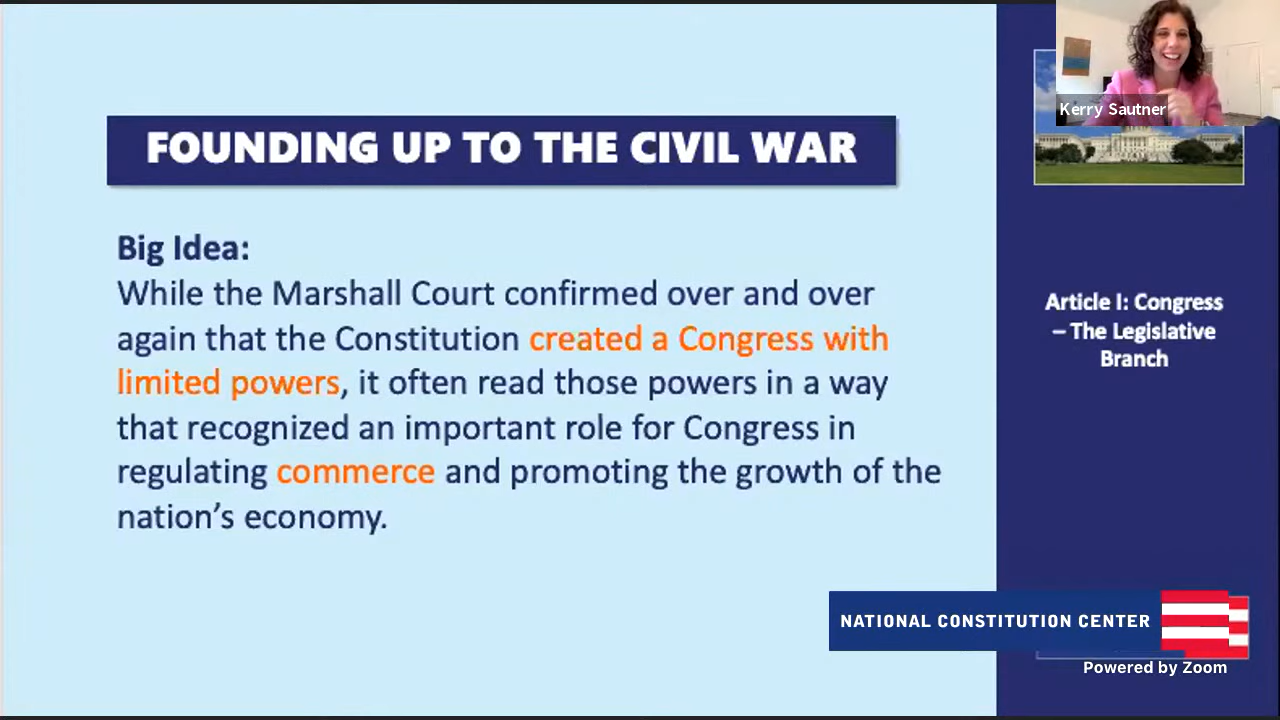 FOUNDING UP TO THE CIVIL WAR
Big Idea:
While the Marshall Court confirmed over and over
again that the Constitution created a Congress with
limited powers, it often read those powers in a way
that recognized an important role for Congress in
regulating commerce and promoting the growth of the
nation's economy.
Kerry Sautner
Article I: Congress
– The Legislative
Branch
NATIONAL CONSTITUTION CENTER
Powered by Zoom